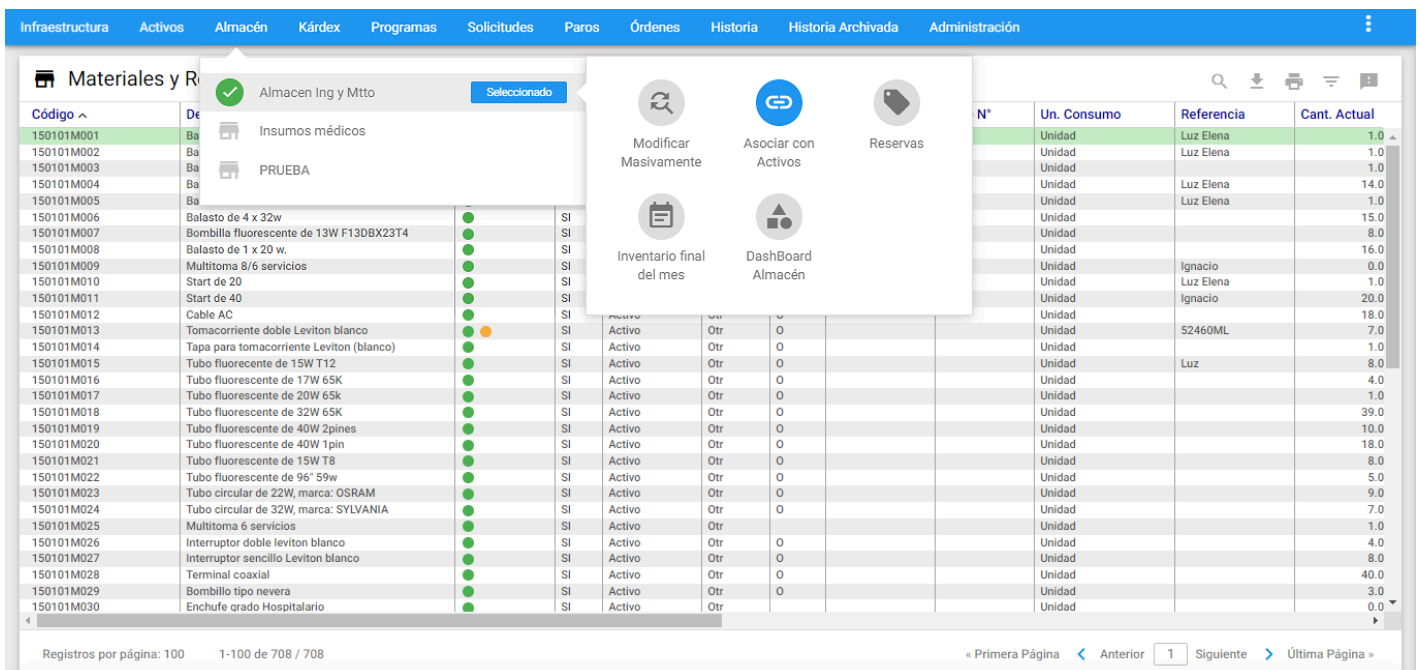 Infraestructura Activos Almacén Kárdex Programas Solicitudes Paros Órdenes Historia Historia Archivada Administración
Materiales y R
Almacen Ing y Mtto Seleccionado
Insumos médicos
PRUEBA
Modificar Masivamente
Asociar con Activos
Reservas
Inventario final del mes
DashBoard Almacén
Código De N° Un. Consumo Referencia Cant. Actual
150101M001 Ba Unidad Luz Elena 1.0
150101M002 Ba Unidad Luz Elena 1.0
150101M003 Ba Unidad 1.0
150101M004 Ba Unidad Luz Elena 14.0
150101M005 Ba Unidad Luz Elena 1.0
150101M006 Balasto de 4 x 32w SI Unidad 15.0
150101M007 Bombilla fluorescente de 13W F13DBX23T4 SI Unidad 8.0
150101M008 Balasto de 1 x 20 w. SI Unidad 16.0
150101M009 Multitoma 8/6 servicios SI Unidad Ignacio 0.0
150101M010 Start de 20 SI Unidad Luz Elena 1.0
150101M011 Start de 40 SI Unidad Ignacio 20.0
150101M012 Cable AC SI Activo Otr O Unidad 18.0
150101M013 Tomacorriente doble Leviton blanco SI Activo Otr O Unidad 52460ML 7.0
150101M014 Tapa para tomacorriente Leviton (blanco) SI Activo Otr O Unidad 1.0
150101M015 Tubo fluorecente de 15W T12 SI Activo Otr O Unidad Luz 8.0
150101M016 Tubo fluorescente de 17W 65K SI Activo Otr O Unidad 4.0
150101M017 Tubo fluorescente de 20W 65k SI Activo Otr O Unidad 1.0
150101M018 Tubo fluorescente de 32W 65K SI Activo Otr O Unidad 39.0
150101M019 Tubo fluorescente de 40W 2pines SI Activo Otr O Unidad 10.0
150101M020 Tubo fluorescente de 40W 1pin SI Activo Otr O Unidad 18.0
150101M021 Tubo fluorescente de 15W T8 SI Activo Otr O Unidad 8.0
150101M022 Tubo fluorescente de 96" 59w SI Activo Otr O Unidad 5.0
150101M023 Tubo circular de 22W, marca: OSRAM SI Activo Otr O Unidad 9.0
150101M024 Tubo circular de 32W, marca: SYLVANIA SI Activo Otr O Unidad 7.0
150101M025 Multitoma 6 servicios SI Activo Otr Unidad 1.0
150101M026 Interruptor doble leviton blanco SI Activo Otr O Unidad 4.0
150101M027 Interruptor sencillo Leviton blanco SI Activo Otr O Unidad 8.0
150101M028 Terminal coaxial SI Activo Otr O Unidad 40.0
150101M029 Bombillo tipo nevera SI Activo Otr O Unidad 3.0
150101M030 Enchufe grado Hospitalario SI Activo Otr Unidad 0.0
Registros por página: 100 1-100 de 708 / 708 « Primera Página Anterior 1 Siguiente Última Página »